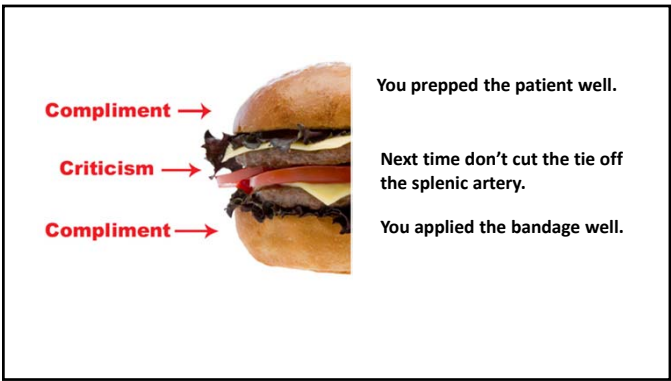 Compliment
You prepped the patient well.
Criticism
Next time don’t cut the tie off
the splenic artery.
Compliment
You applied the bandage well.